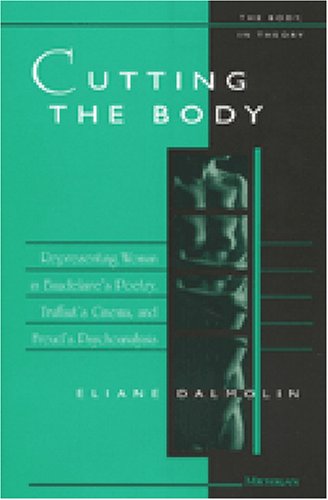 THE BODY
IN THEORY
CUTTING
THE BODY
Representing Woman
in Baudelaire's Poetry,
Truffaut's Cinema, and
Freud's Psychoanalysis
ELIANE DALMOLIN
MICHIGAN